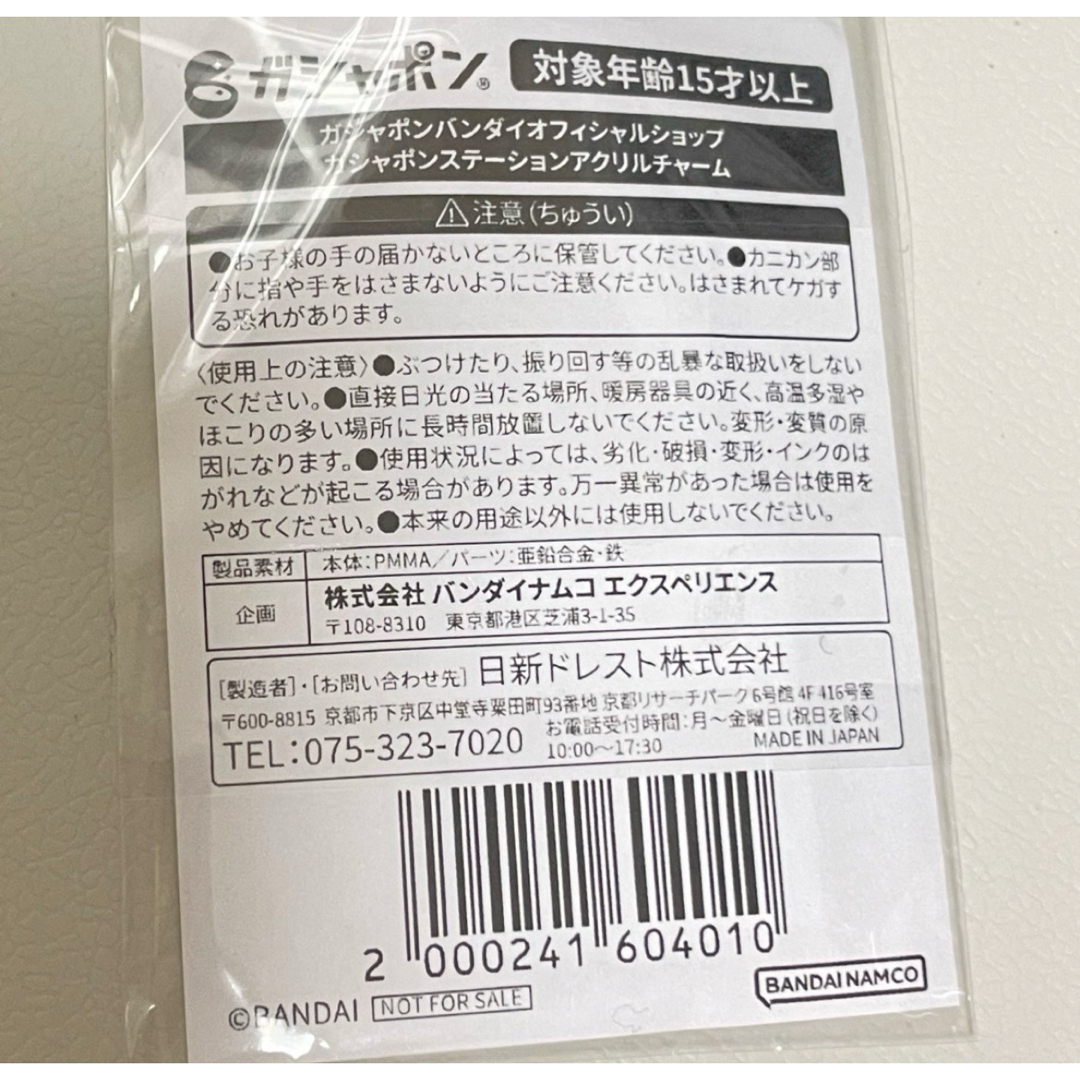 ガシャポン® 対象年齢15才以上
ガシャポンバンダイオフィシャルショップ
ガシャポンステーションアクリルチャーム
⚠注意(ちゅうい)
●お子様の手の届かないところに保管してください。●カニカン部
分に指や手をはさまないようにご注意ください。はさまれてケガす
る恐れがあります。
〈使用上の注意〉●ぶつけたり、振り回す等の乱暴な取扱いをしない
でください。●直接日光の当たる場所、暖房器具の近く、高温多湿や
ほこりの多い場所に長時間放置しないでください。変形・変質の原
因になります。●使用状況によっては、劣化・破損・変形・インクのは
がれなどが起こる場合があります。万一異常があった場合は使用を
やめてください。●本来の用途以外には使用しないでください。
製品素材 本体:PMMA/パーツ:亜鉛合金・鉄
企画 株式会社 バンダイナムコ エクスペリエンス
〒108-8310 東京都港区芝浦3-1-35
[製造者]・[お問い合わせ先] 日新ドレスト株式会社
〒600-8815 京都市下京区中堂寺粟田町93番地 京都リサーチパーク6号館 4F 416号室
TEL:075-323-7020 お電話受付時間:月~金曜日(祝日を除く)
10:00~17:30 MADE IN JAPAN
2 000241 604010
©BANDAI NOT FOR SALE BANDAI NAMCO